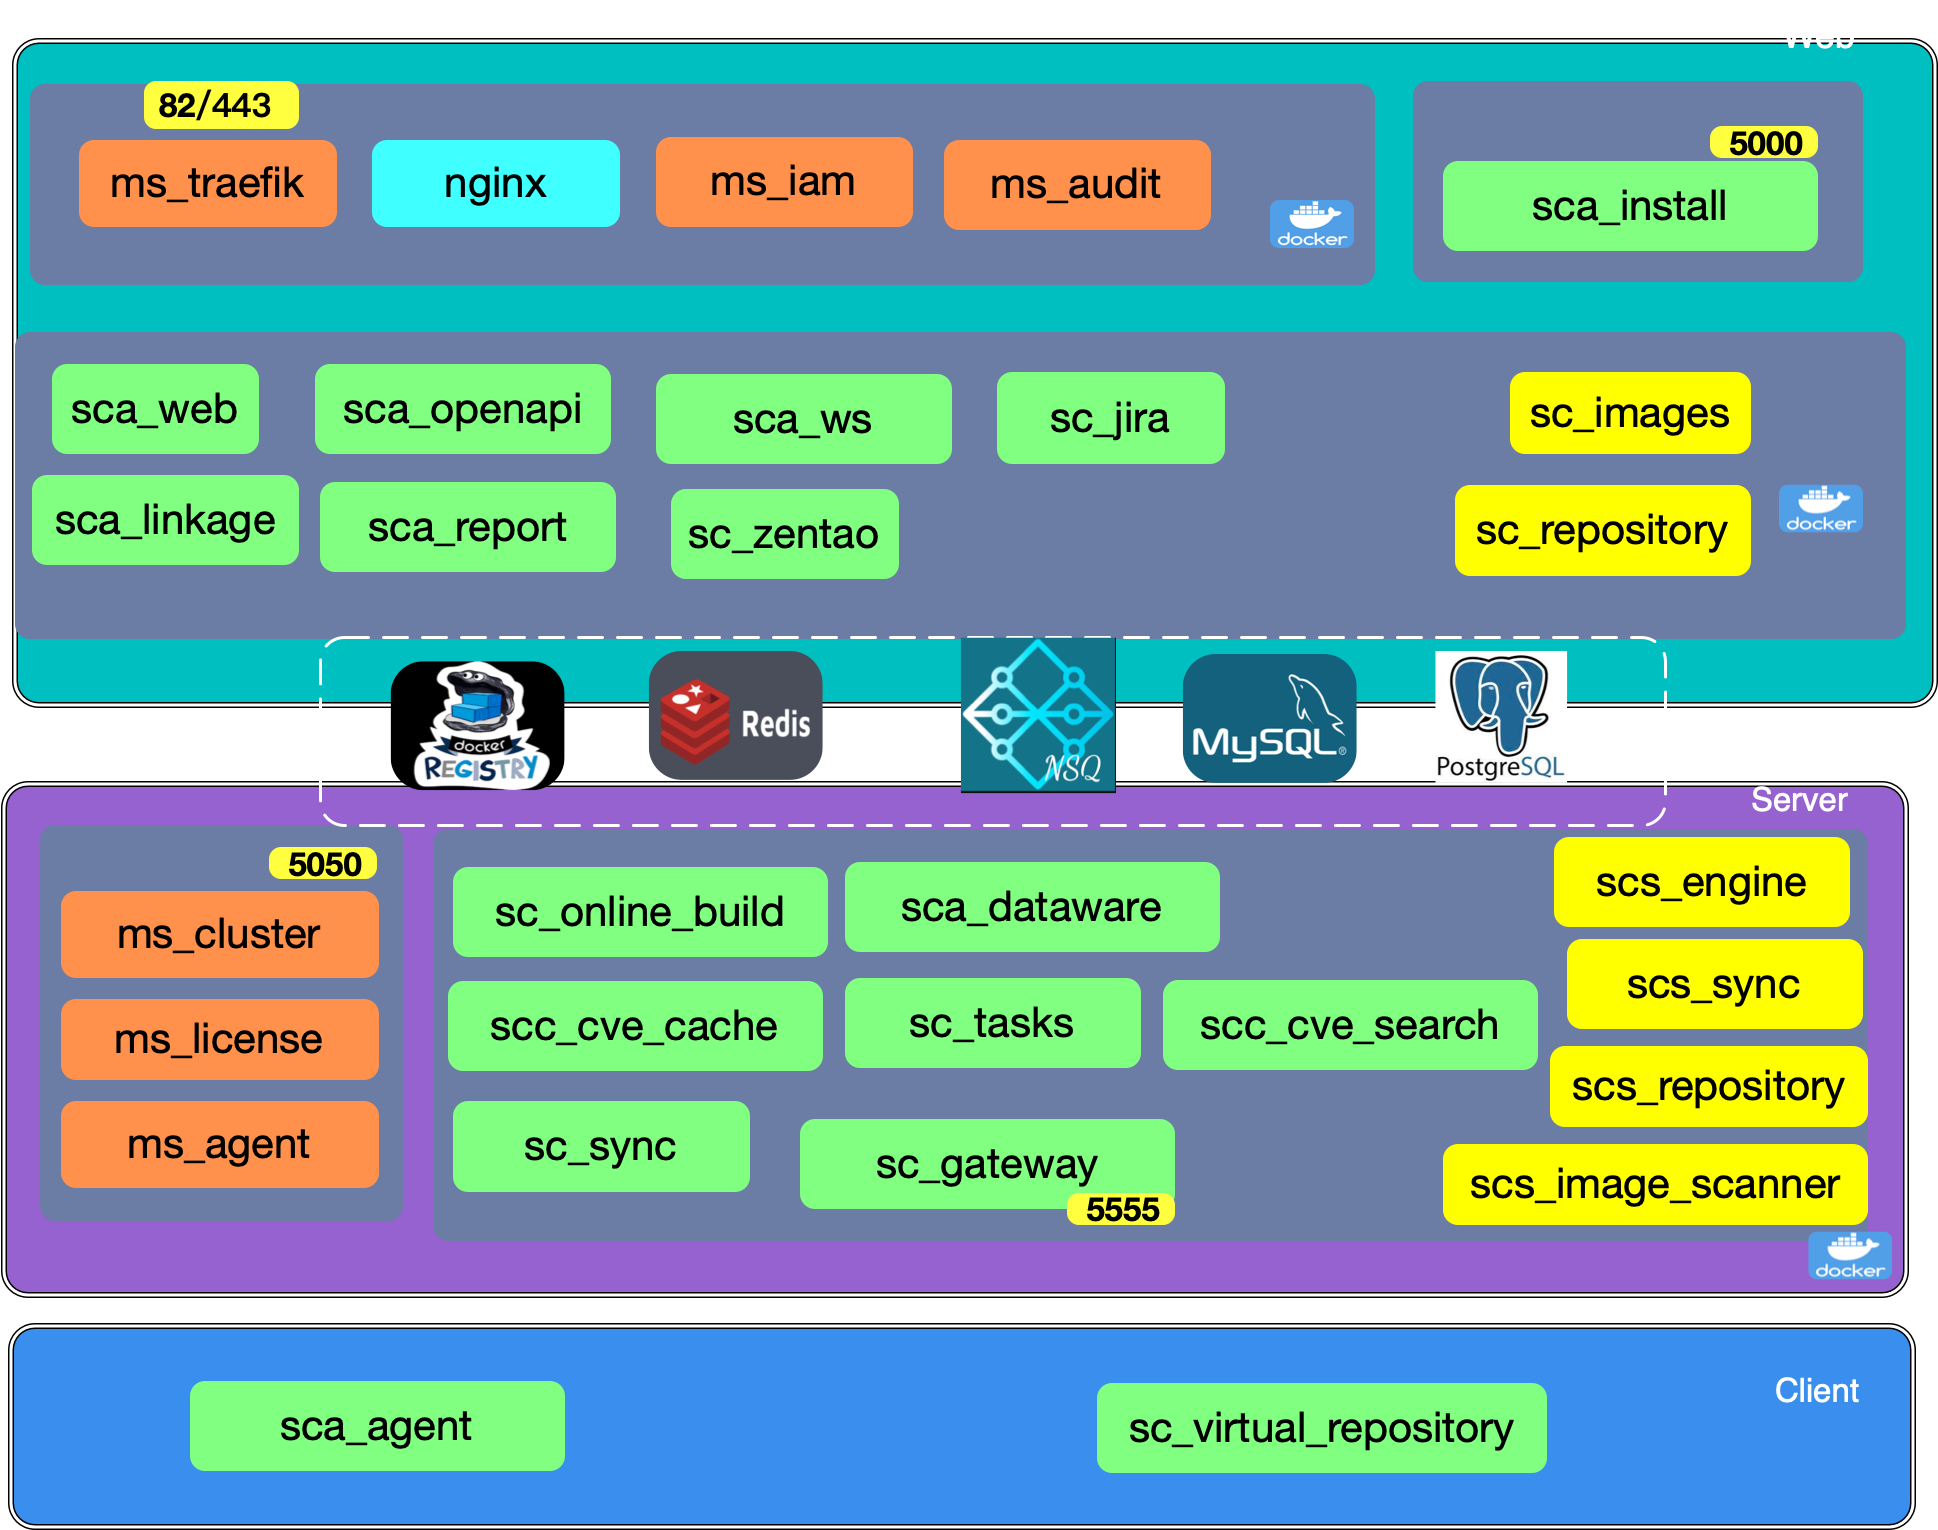 Web
82/443
ms_traefik
nginx
ms_iam
ms_audit
docker
5000
sca_install
sca_web
sca_openapi
sca_ws
sc_jira
sc_images
sca_linkage
sca_report
sc_zentao
sc_repository
docker
docker
REGISTRY
Redis
NSQ
MySQL®
PostgreSQL
Server
5050
ms_cluster
ms_license
ms_agent
sc_online_build
sca_dataware
scs_engine
scs_sync
scc_cve_cache
sc_tasks
scc_cve_search
scs_repository
sc_sync
sc_gateway
5555
scs_image_scanner
docker
Client
sca_agent
sc_virtual_repository